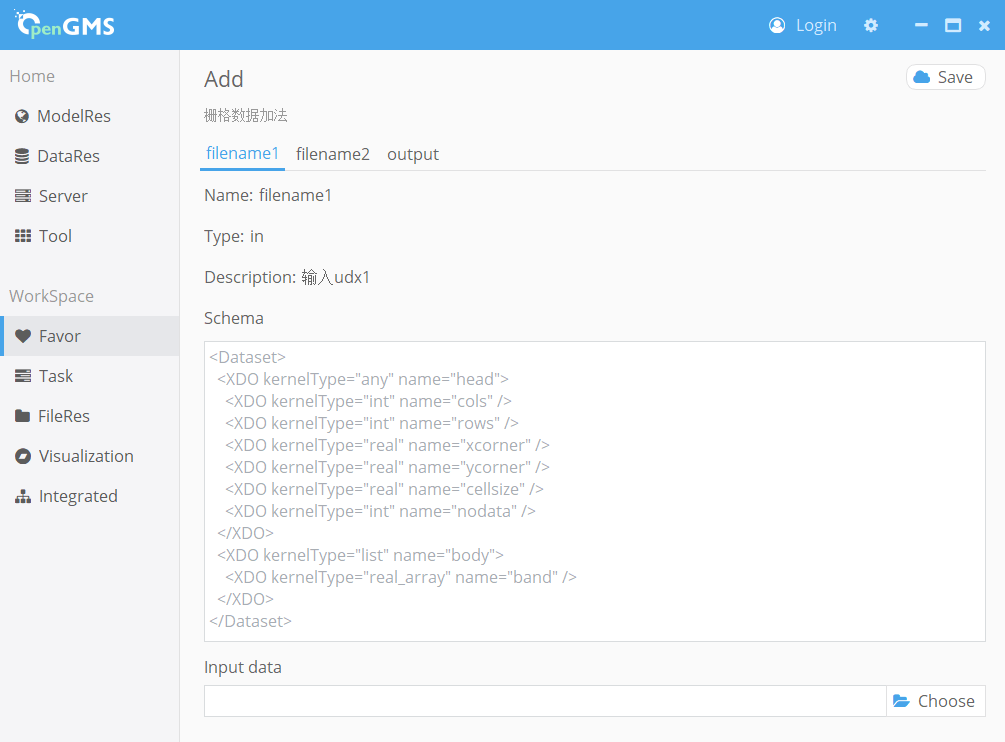 OpenGMS
Login
Home
ModelRes
DataRes
Server
Tool
WorkSpace
Favor
Task
FileRes
Visualization
Integrated
Add
Save
栅格数据加法
filename1 filename2 output
Name: filename1
Type: in
Description: 输入udx1
Schema
<Dataset>
  <XDO kernelType="any" name="head">
    <XDO kernelType="int" name="cols" />
    <XDO kernelType="int" name="rows" />
    <XDO kernelType="real" name="xcorner" />
    <XDO kernelType="real" name="ycorner" />
    <XDO kernelType="real" name="cellsize" />
    <XDO kernelType="int" name="nodata" />
  </XDO>
  <XDO kernelType="list" name="body">
    <XDO kernelType="real_array" name="band" />
  </XDO>
</Dataset>
Input data
Choose